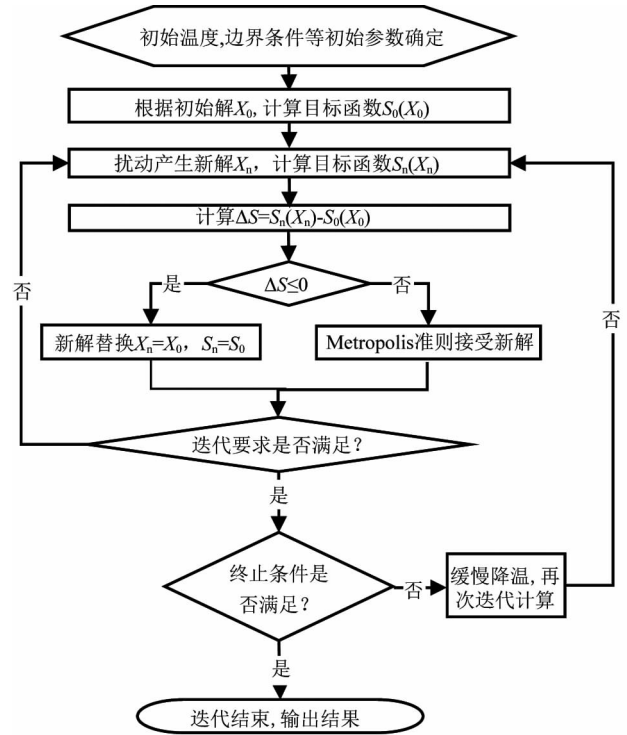 初始温度,边界条件等初始参数确定
根据初始解X₀,计算目标函数S₀(X₀)
扰动产生新解Xₙ，计算目标函数Sₙ(Xₙ)
计算ΔS=Sₙ(Xₙ)-S₀(X₀)
ΔS≤0
是
否
新解替换Xₙ=X₀，Sₙ=S₀
Metropolis准则接受新解
迭代要求是否满足？
否
是
终止条件是
否满足？
否
缓慢降温,再
次迭代计算
否
是
迭代结束,输出结果